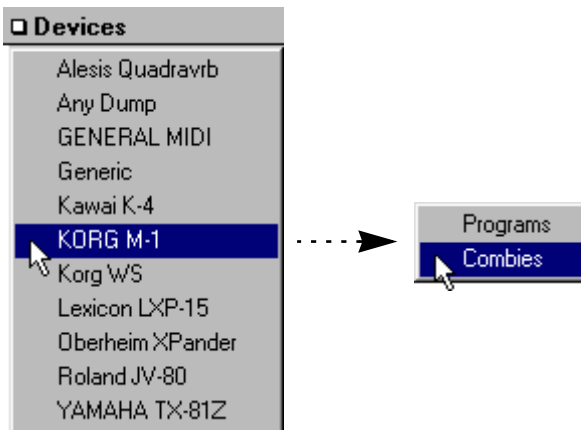 Devices
Alesis Quadravrb
Any Dump
GENERAL MIDI
Generic
Kawai K-4
KORG M-1
Korg WS
Lexicon LXP-15
Oberheim XPander
Roland JV-80
YAMAHA TX-81Z
Programs
Combies